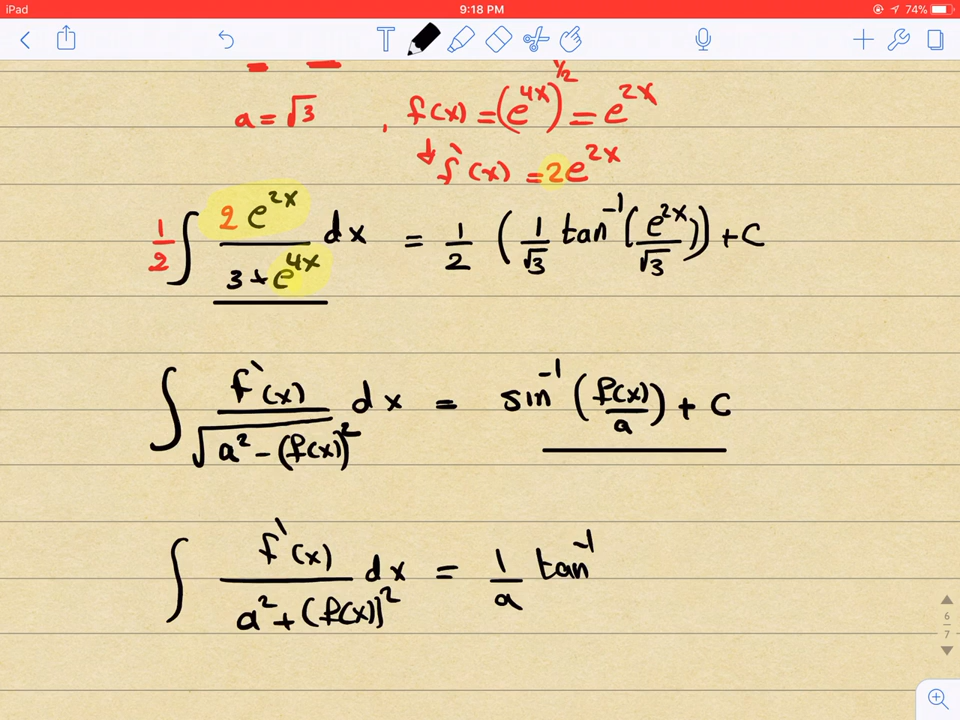 iPad 9:18 PM 74%
T
a = √3 , f(x) = (e^{4x})^{1/2} = e^{2x}
↓ f`(x) = 2e^{2x}
1/2 ∫ 2 e^{2x} / (3 + e^{4x}) dx = 1/2 (1/√3 tan^{-1} (e^{2x}/√3)) + C
∫ f`(x) / √(a² - (f(x))²) dx = sin^{-1} (f(x)/a) + C
∫ f`(x) / (a² + (f(x))²) dx = 1/a tan^{-1}
6
7